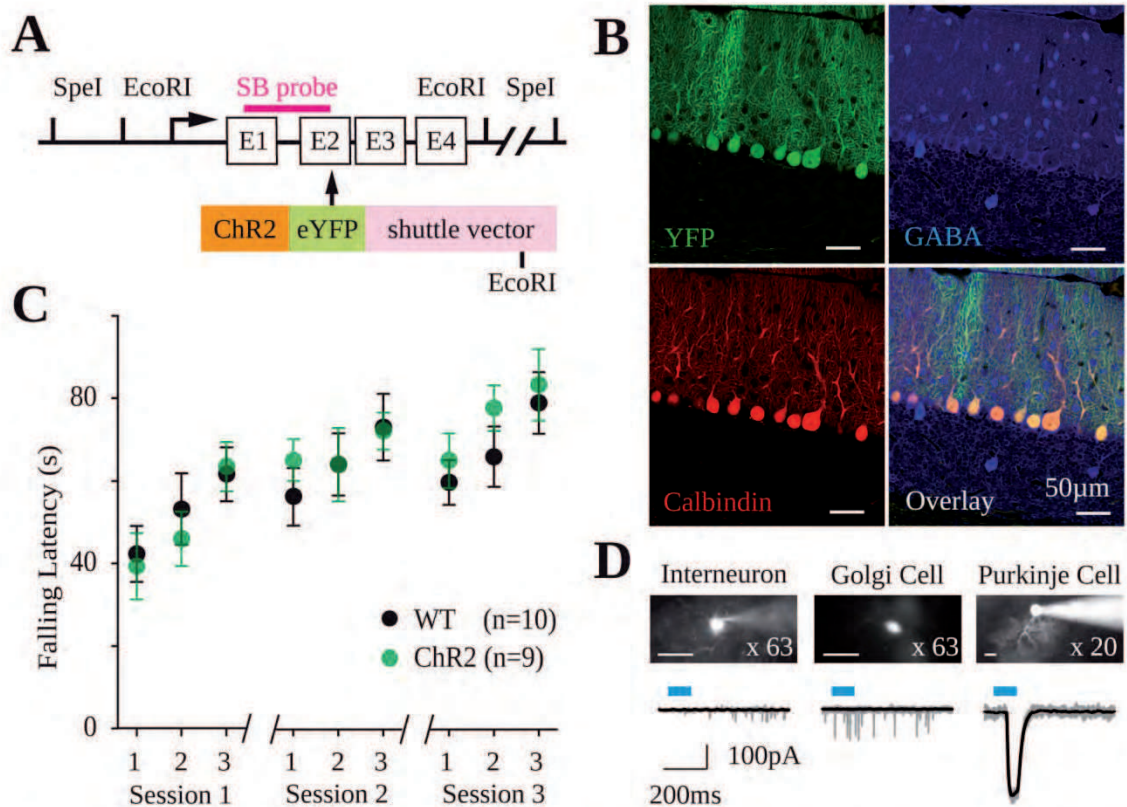 A
SpeI EcoRI SB probe EcoRI SpeI
E1 E2 E3 E4
ChR2 eYFP shuttle vector
EcoRI
B
YFP
GABA
Calbindin
Overlay
50µm
C
Falling Latency (s)
80
40
0
WT (n=10)
ChR2 (n=9)
1 2 3 1 2 3 1 2 3
Session 1 Session 2 Session 3
D
Interneuron Golgi Cell Purkinje Cell
x 63 x 63 x 20
100pA
200ms